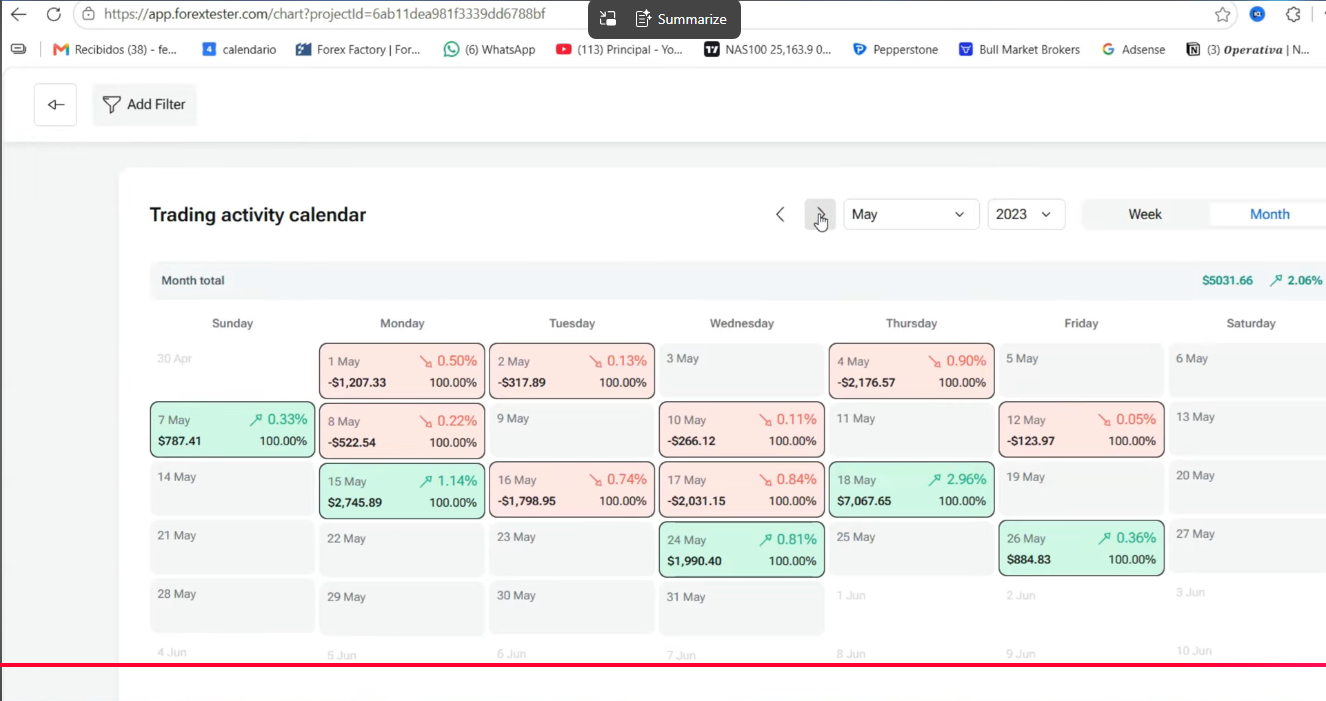 https://app.forextester.com/chart?projectId=6ab11dea981f3339dd6788bf
Summarize
Recibidos (38) - fe... calendario Forex Factory | For... (6) WhatsApp (113) Principal - Yo... NAS100 25,163.9 0... Pepperstone Bull Market Brokers Adsense (3) Operativa | N...
Add Filter
Trading activity calendar
May 2023 Week Month
Month total $5031.66 2.06%
Sunday Monday Tuesday Wednesday Thursday Friday Saturday
30 Apr 1 May 0.50% 2 May 0.13% 3 May 4 May 0.90% 5 May 6 May
-$1,207.33 100.00% -$317.89 100.00% -$2,176.57 100.00%
7 May 0.33% 8 May 0.22% 9 May 10 May 0.11% 11 May 12 May 0.05% 13 May
$787.41 100.00% -$522.54 100.00% -$266.12 100.00% -$123.97 100.00%
14 May 15 May 1.14% 16 May 0.74% 17 May 0.84% 18 May 2.96% 19 May 20 May
$2,745.89 100.00% -$1,798.95 100.00% -$2,031.15 100.00% $7,067.65 100.00%
21 May 22 May 23 May 24 May 0.81% 25 May 26 May 0.36% 27 May
$1,990.40 100.00% $884.83 100.00%
28 May 29 May 30 May 31 May 1 Jun 2 Jun 3 Jun
4 Jun 5 Jun 6 Jun 7 Jun 8 Jun 9 Jun 10 Jun